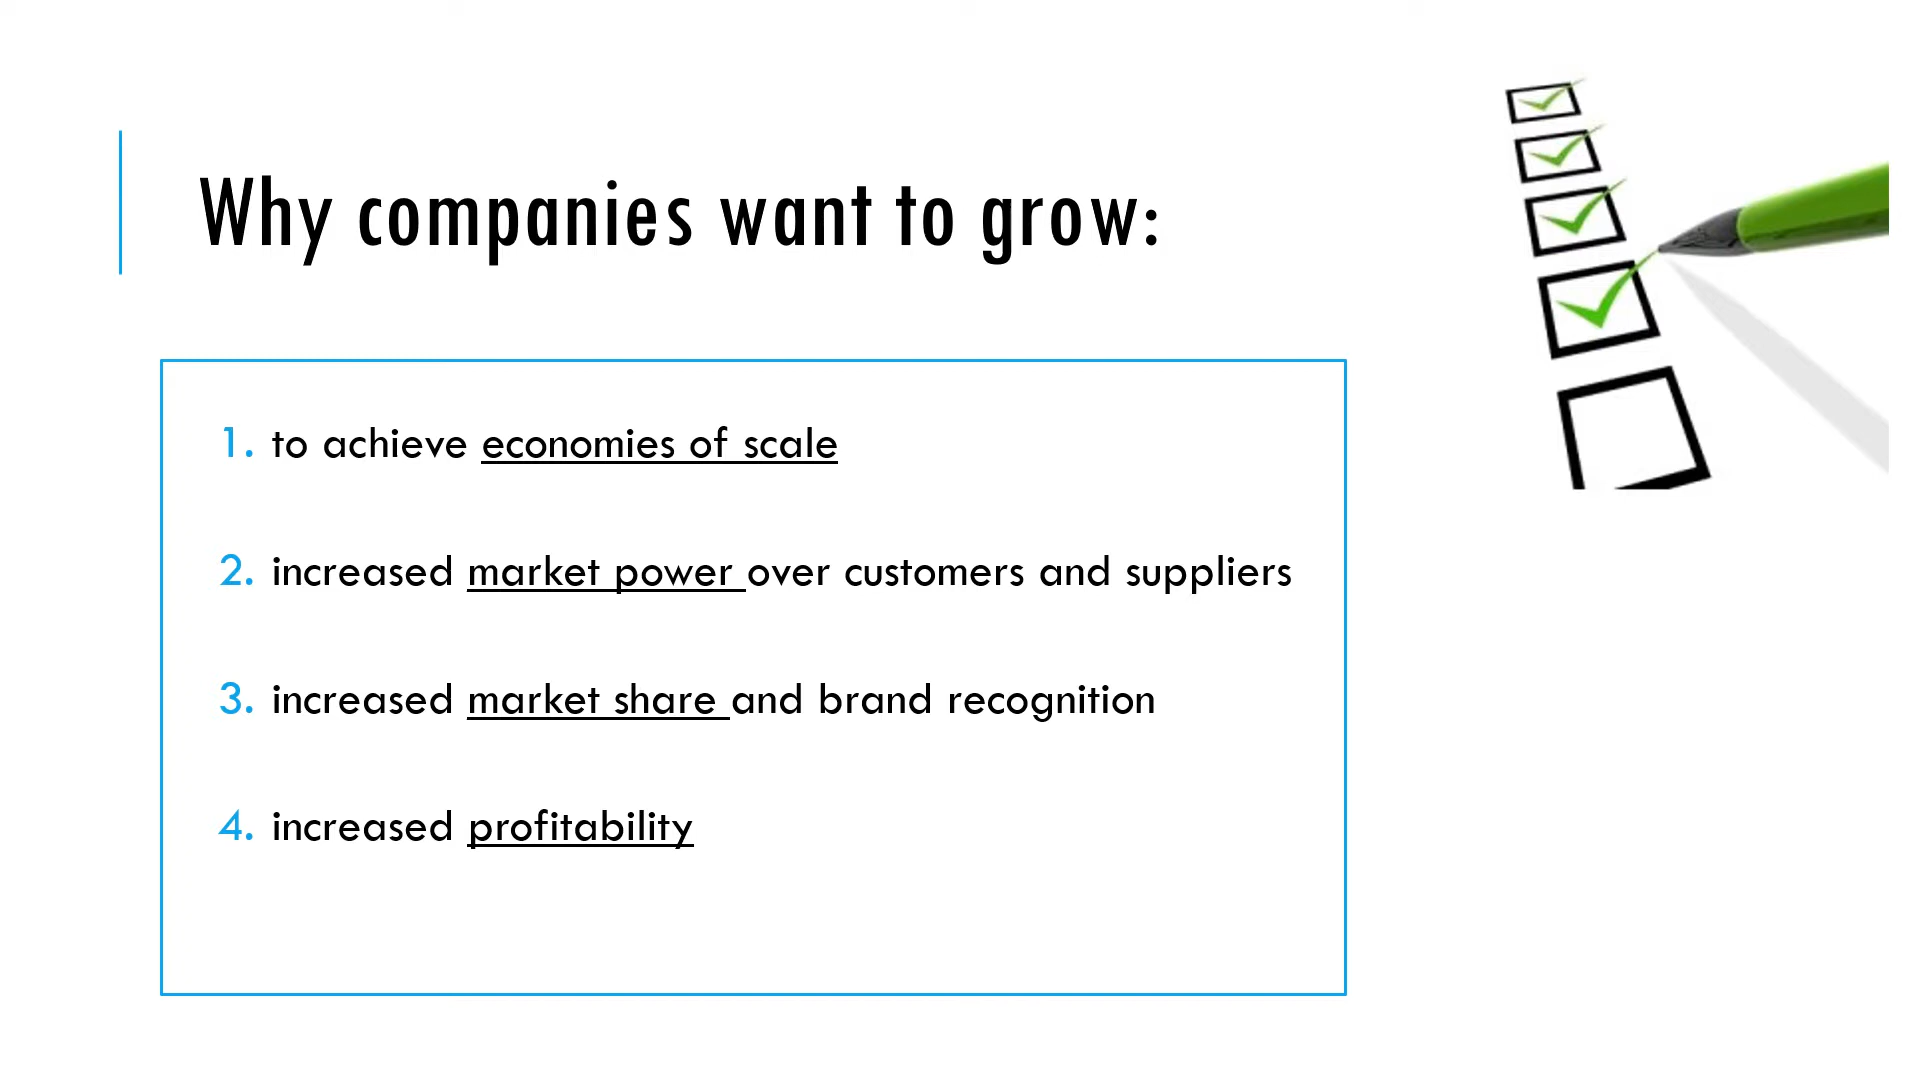 Why companies want to grow:
1. to achieve economies of scale
2. increased market power over customers and suppliers
3. increased market share and brand recognition
4. increased profitability